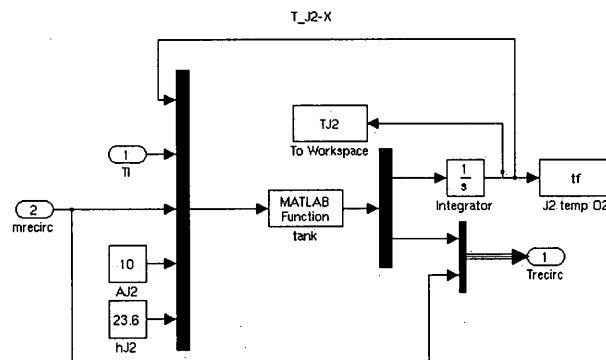 T_J2-X
TJ2
To Workspace
1
TI
MATLAB
Function
tank
1
s
Integrator
tf
J2 temp O2
2
mrecirc
10
AJ2
1
Trecirc
23.6
hJ2